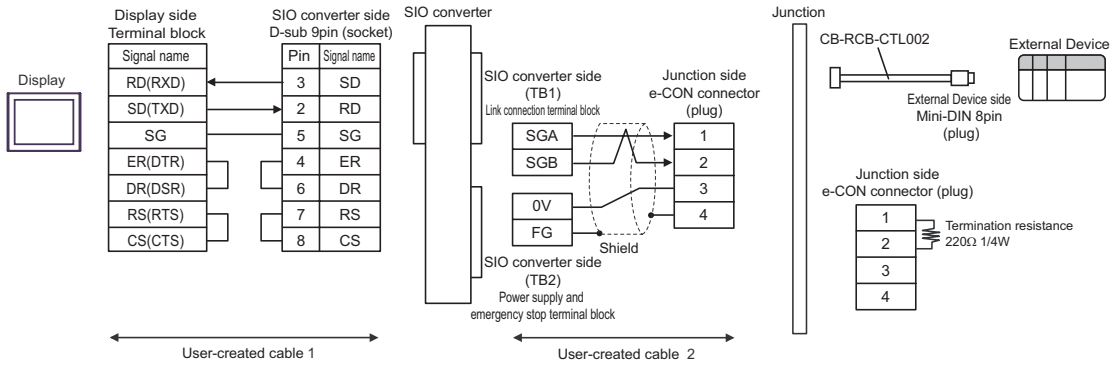 Display
Display side
Terminal block
Signal name
RD(RXD)
SD(TXD)
SG
ER(DTR)
DR(DSR)
RS(RTS)
CS(CTS)
SIO converter side
D-sub 9pin (socket)
Pin Signal name
3 SD
2 RD
5 SG
4 ER
6 DR
7 RS
8 CS
User-created cable 1
SIO converter
SIO converter side
(TB1)
Link connection terminal block
SGA
SGB
0V
FG
Shield
SIO converter side
(TB2)
Power supply and
emergency stop terminal block
Junction side
e-CON connector
(plug)
1
2
3
4
User-created cable 2
Junction
CB-RCB-CTL002
External Device side
Mini-DIN 8pin
(plug)
External Device
Junction side
e-CON connector (plug)
1
2
3
4
Termination resistance
220Ω 1/4W